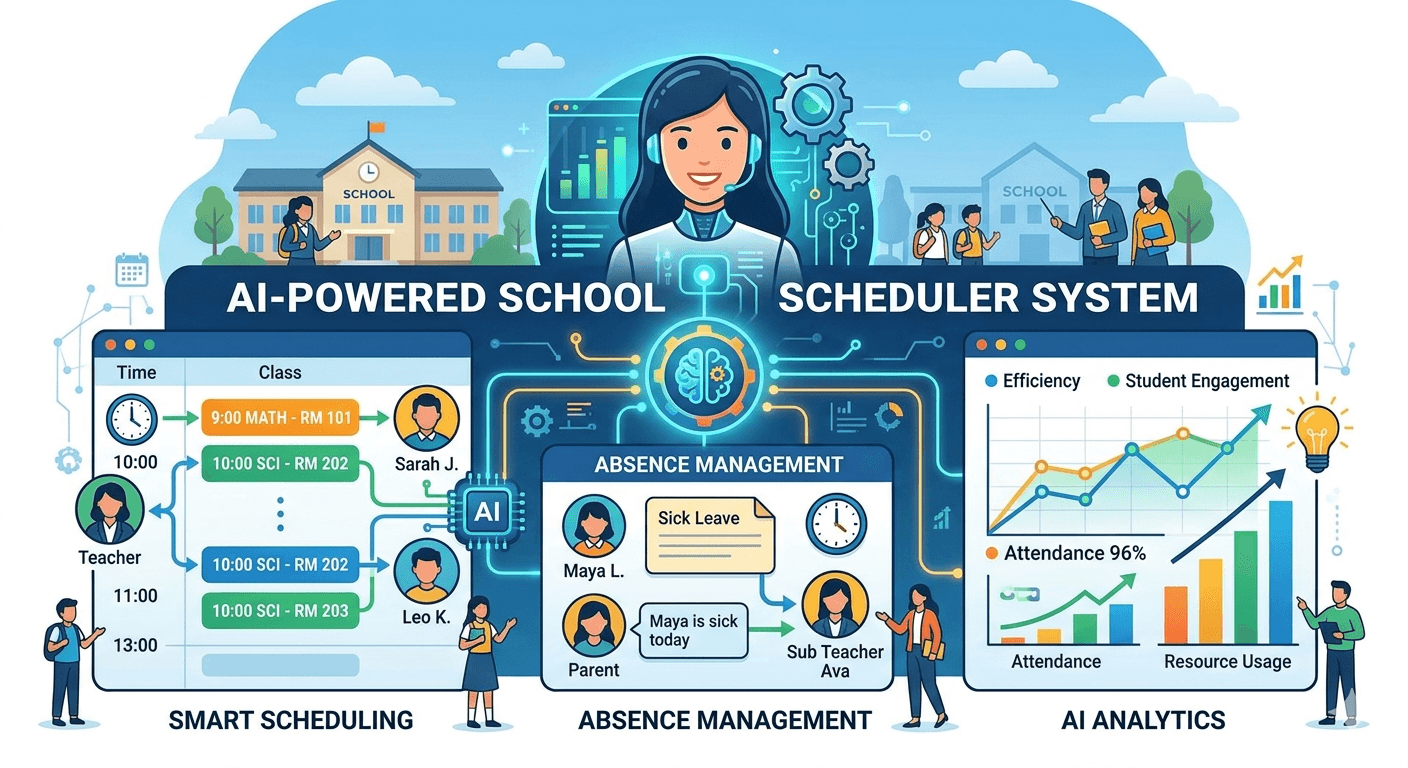 SCHOOL
SCHOOL
AI-POWERED SCHOOL SCHEDULER SYSTEM
Time Class
9:00 MATH - RM 101
Sarah J.
10:00
10:00 SCI - RM 202
Teacher
AI
10:00 SCI - RM 202
11:00
10:00 SCI - RM 203
Leo K.
13:00
SMART SCHEDULING
ABSENCE MANAGEMENT
Maya L.
Sick Leave
Parent
Maya is sick
today
Sub Teacher
Ava
ABSENCE MANAGEMENT
Efficiency Student Engagement
Attendance 96%
Attendance
Resource Usage
AI ANALYTICS